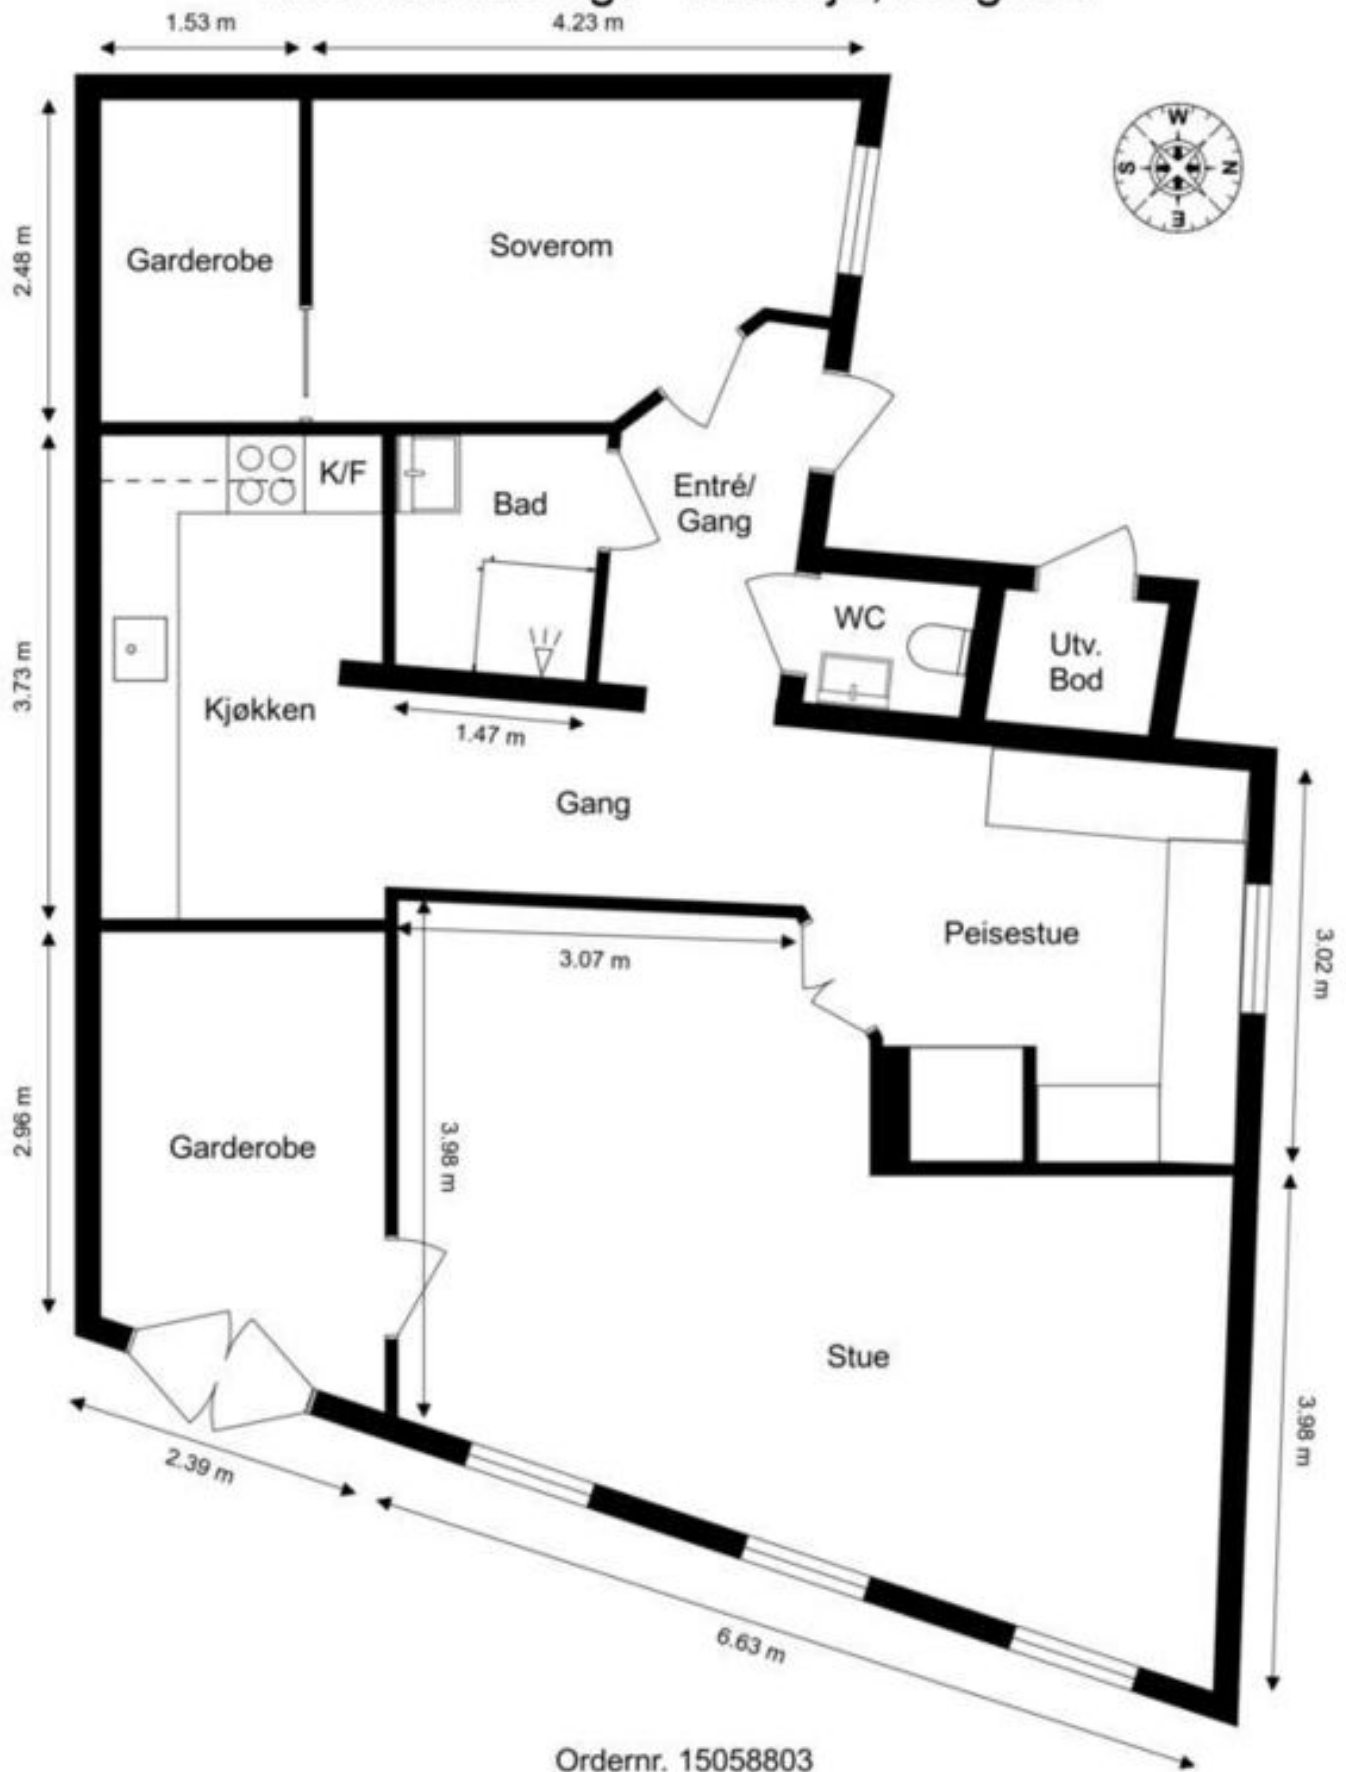 1.53 m
4.23 m
W
S
N
E
2.48 m
Garderobe
Soverom
K/F
Bad
Entré/
Gang
WC
Utv.
Bod
3.73 m
Kjøkken
1.47 m
Gang
Peisestue
3.07 m
3.02 m
2.96 m
Garderobe
3.98 m
Stue
3.98 m
2.39 m
6.63 m
Ordernr. 15058803